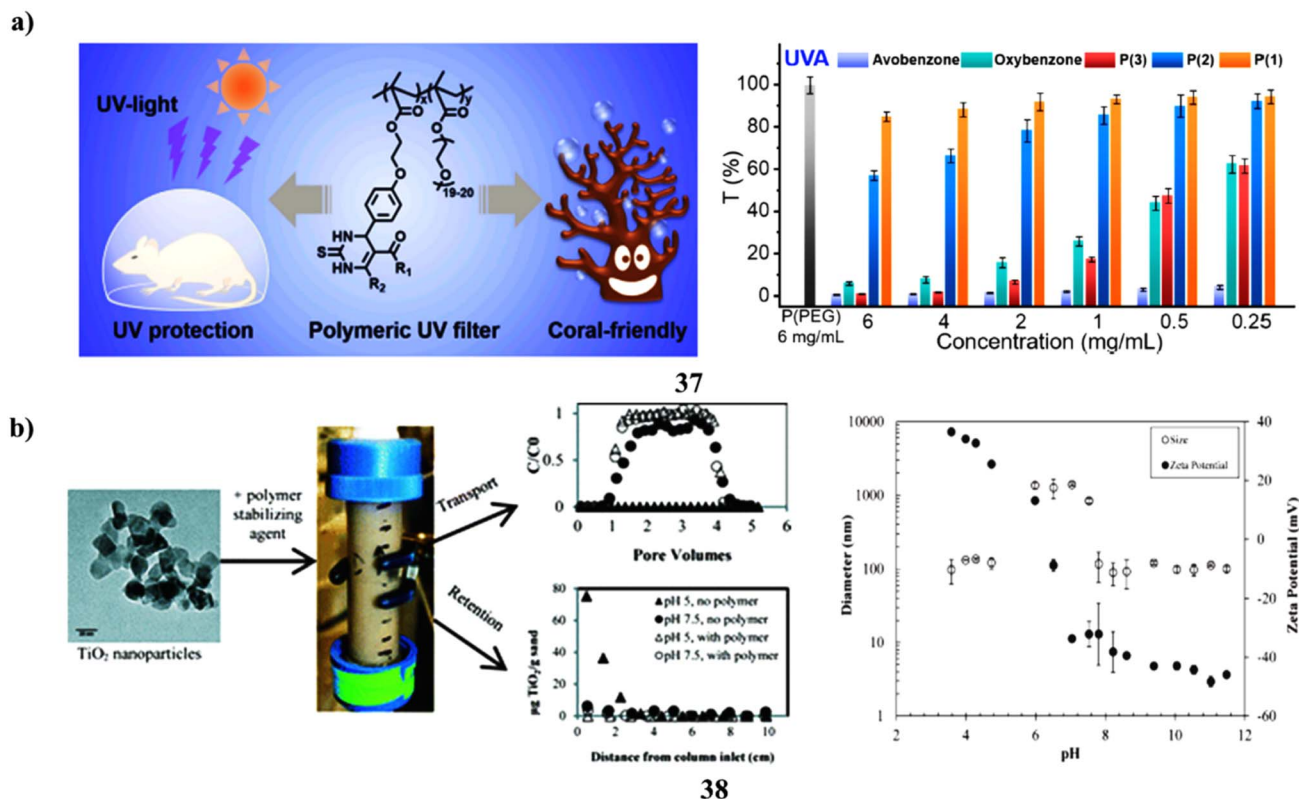 a)
UV-light
UV protection
Polymeric UV filter
Coral-friendly
x
y
O
O
O
O
O
O
O
19-20
HN
S
HN
O
R1
R2
UVA
Avobenzone
Oxybenzone
P(3)
P(2)
P(1)
T (%)
100
80
60
40
20
0
P(PEG)
6 mg/mL
6
4
2
1
0.5
0.25
Concentration (mg/mL)
37
b)
+ polymer
stabilizing
agent
TiO2 nanoparticles
Transport
Retention
C/C0
1
0.5
0
0 1 2 3 4 5 6
Pore Volumes
µg TiO2/g sand
80
60
40
20
0
▲ pH 5, no polymer
● pH 7.5, no polymer
△ pH 5, with polymer
○ pH 7.5, with polymer
0 2 4 6 8 10
Distance from column inlet (cm)
Diameter (nm)
10000
1000
100
10
1
○ Size
● Zeta Potential
40
20
0
-20
-40
-60
Zeta Potential (mV)
2 4 6 8 10 12
pH
38